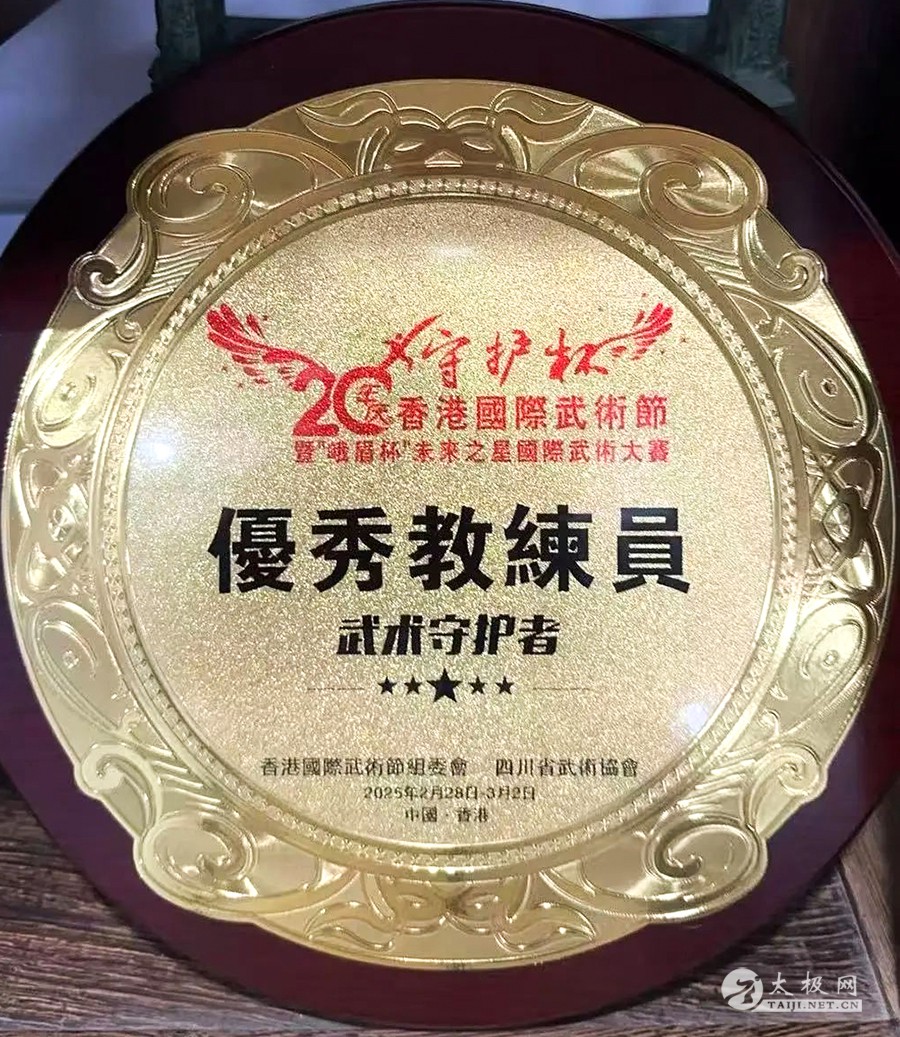 守护杯
20年庆香港國際武術節
暨"峨眉杯"未來之星國際武術大賽
優秀教練員
武术守护者
香港國際武術節組委會 四川省武術協會
2025年2月28日-3月2日
中國·香港
太极网
TAIJI.NET.CN